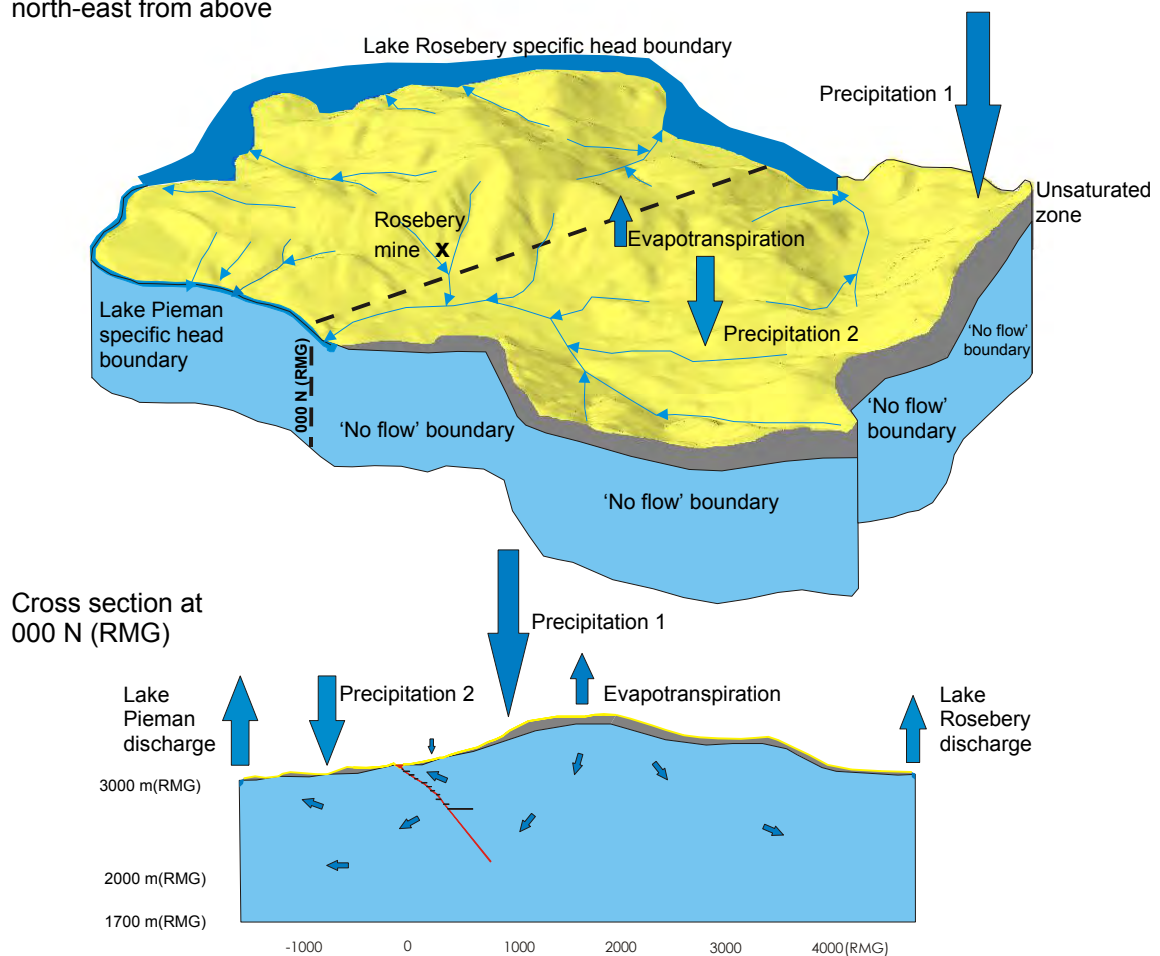 north-east from above
Lake Rosebery specific head boundary
Precipitation 1
Unsaturated
zone
Rosebery
mine x
Evapotranspiration
Precipitation 2
Lake Pieman
specific head
boundary
000 N (RMG)
'No flow' boundary
'No flow' boundary
'No flow'
boundary
'No flow'
boundary
Cross section at
000 N (RMG)
Precipitation 1
Lake
Pieman
discharge
Precipitation 2
Evapotranspiration
Lake
Rosebery
discharge
3000 m(RMG)
2000 m(RMG)
1700 m(RMG)
-1000 0 1000 2000 3000 4000(RMG)